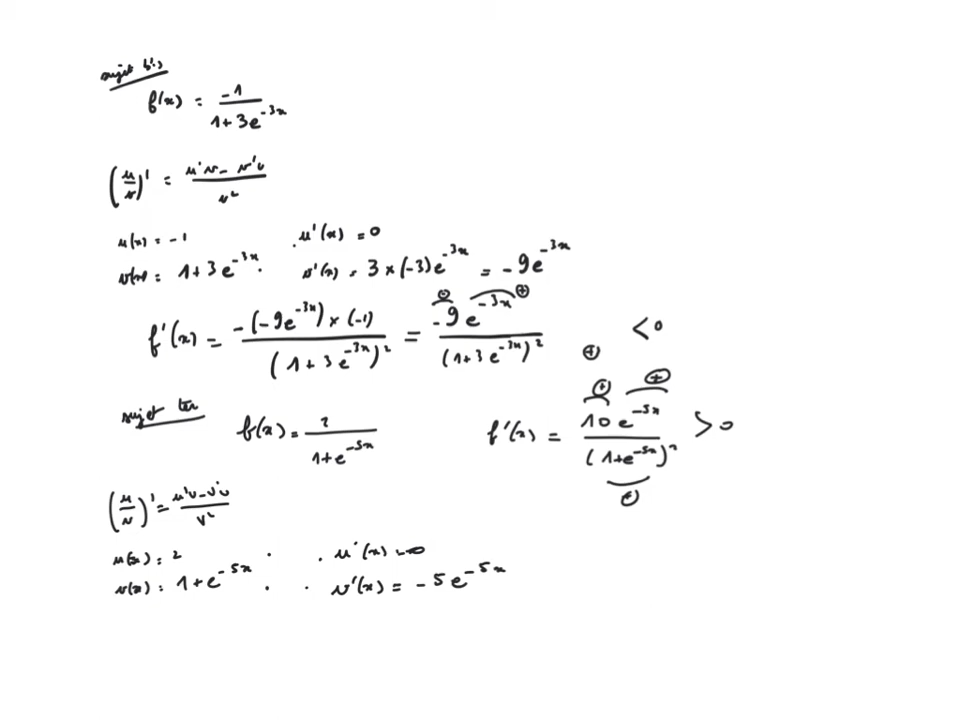 sujet bis
f(x) = -1 / (1 + 3e^{-3x})
(u/v)' = (u'v - v'u) / v²
u(x) = -1 . u'(x) = 0
v(x) = 1 + 3e^{-3x} . v'(x) = 3 × (-3)e^{-3x} = -9e^{-3x}
f'(x) = (-(-9e^{-3x}) × (-1)) / (1 + 3e^{-3x})² = (-9e^{-3x}) / (1 + 3e^{-3x})² < 0
⊖ ⊕ ⊕
sujet ter f(x) = 2 / (1 + e^{-5x}) f'(x) = 10e^{-5x} / (1 + e^{-5x})² > 0
⊕ ⊕ ⊕
(u/v)' = (u'v - v'u) / v²
u(x) = 2 . . u'(x) = 0
v(x) = 1 + e^{-5x} . . v'(x) = -5e^{-5x}